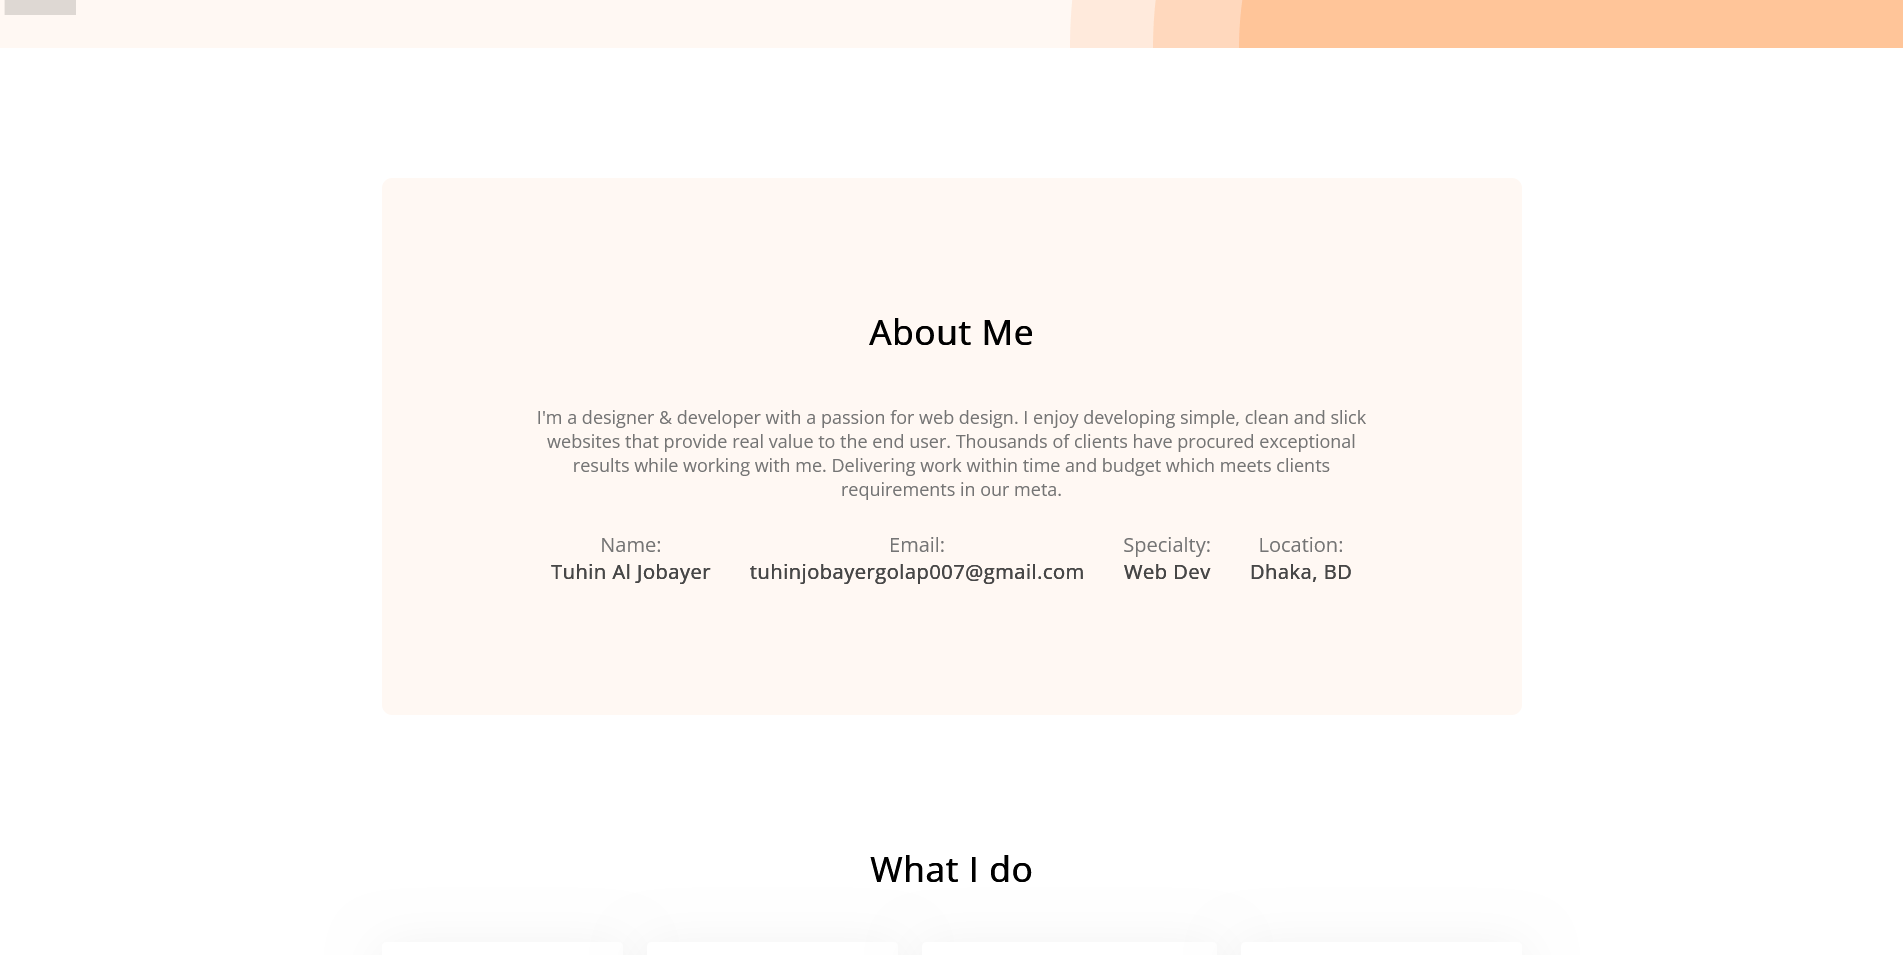 About Me
I'm a designer & developer with a passion for web design. I enjoy developing simple, clean and slick
websites that provide real value to the end user. Thousands of clients have procured exceptional
results while working with me. Delivering work within time and budget which meets clients
requirements in our meta.
Name: Email: Specialty: Location:
Tuhin Al Jobayer tuhinjobayergolap007@gmail.com Web Dev Dhaka, BD
What I do